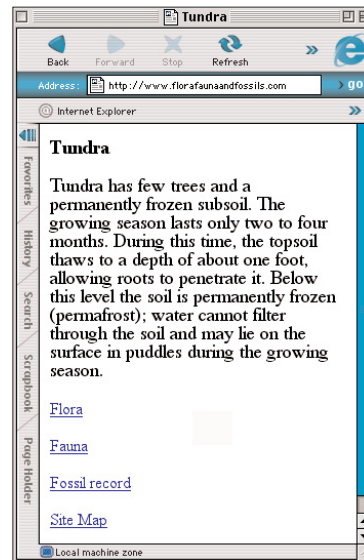 Tundra
Back Forward Stop Refresh »
Address: http://www.florafaunaandfossils.com > go
@ Internet Explorer »
Favorites
History
Search
Scrapbook
Page Holder
Tundra
Tundra has few trees and a
permanently frozen subsoil. The
growing season lasts only two to four
months. During this time, the topsoil
thaws to a depth of about one foot,
allowing roots to penetrate it. Below
this level the soil is permanently frozen
(permafrost); water cannot filter
through the soil and may lie on the
surface in puddles during the growing
season.
Flora
Fauna
Fossil record
Site Map
Local machine zone